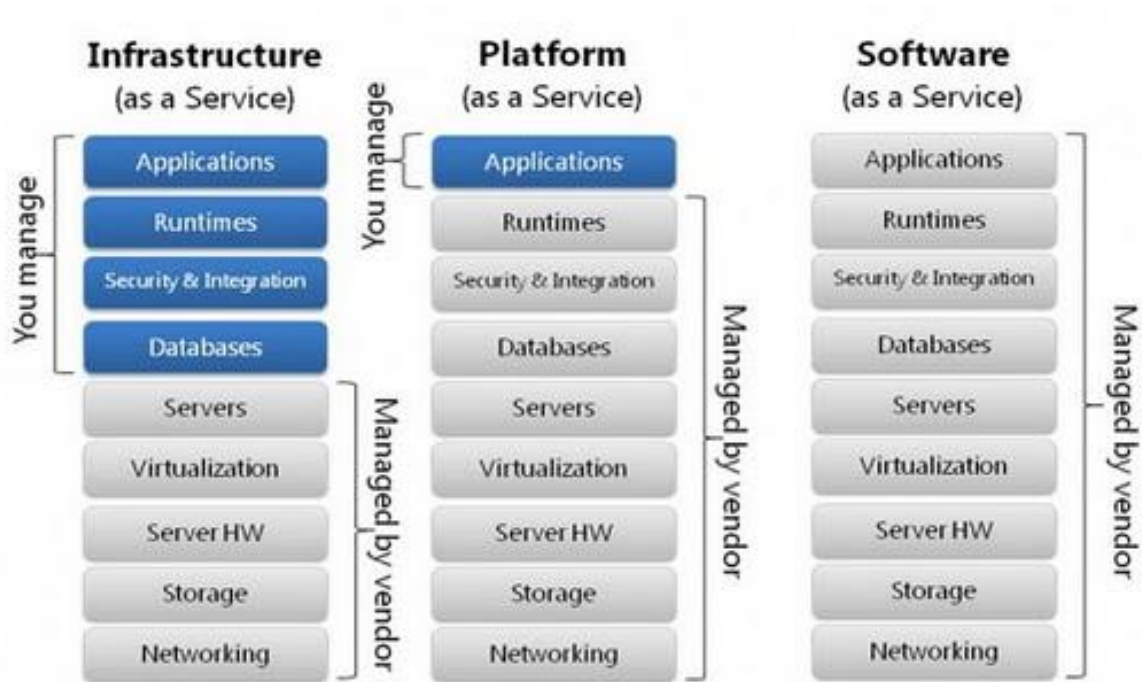 Infrastructure
(as a Service)
You manage
Applications
Runtimes
Security & Integration
Databases
Servers
Virtualization
Server HW
Storage
Networking
Managed by vendor
Platform
(as a Service)
You manage
Applications
Runtimes
Security & Integration
Databases
Servers
Virtualization
Server HW
Storage
Networking
Managed by vendor
Software
(as a Service)
Applications
Runtimes
Security & Integration
Databases
Servers
Virtualization
Server HW
Storage
Networking
Managed by vendor